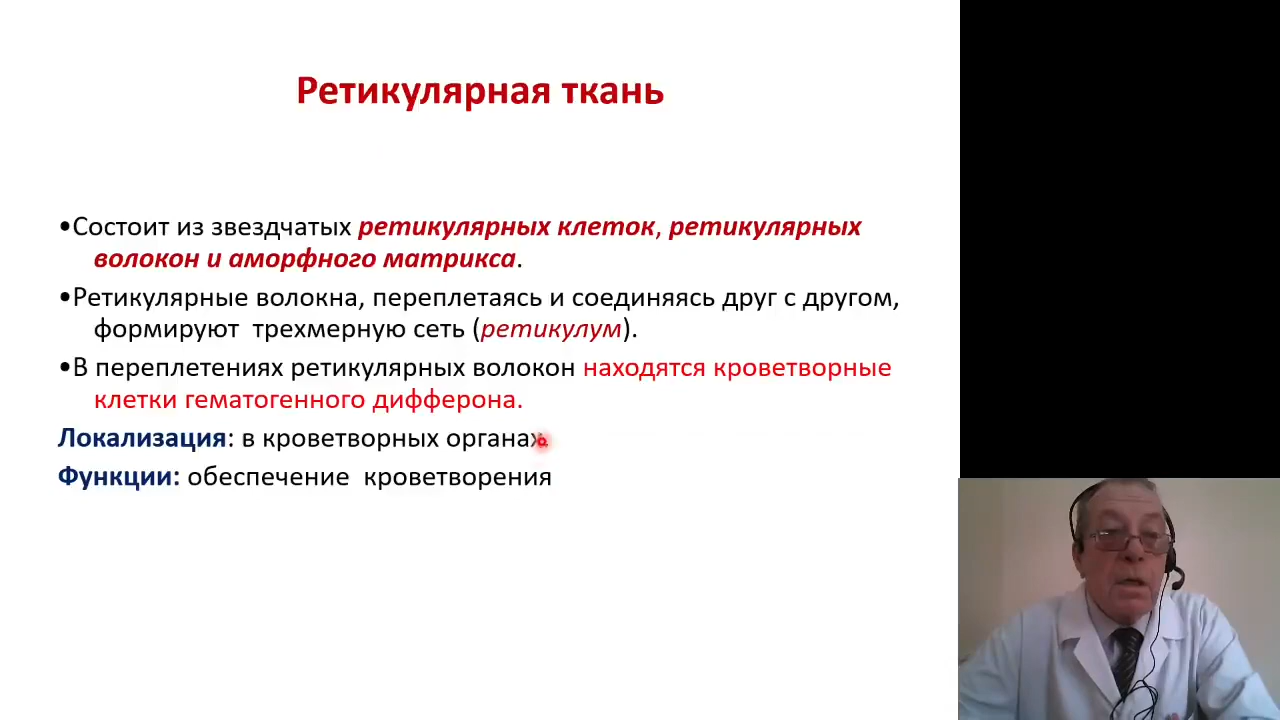 Ретикулярная ткань
•Состоит из звездчатых ретикулярных клеток, ретикулярных
волокон и аморфного матрикса.
•Ретикулярные волокна, переплетаясь и соединяясь друг с другом,
формируют трехмерную сеть (ретикулум).
•В переплетениях ретикулярных волокон находятся кроветворные
клетки гематогенного дифферона.
Локализация: в кроветворных органах.
Функции: обеспечение кроветворения